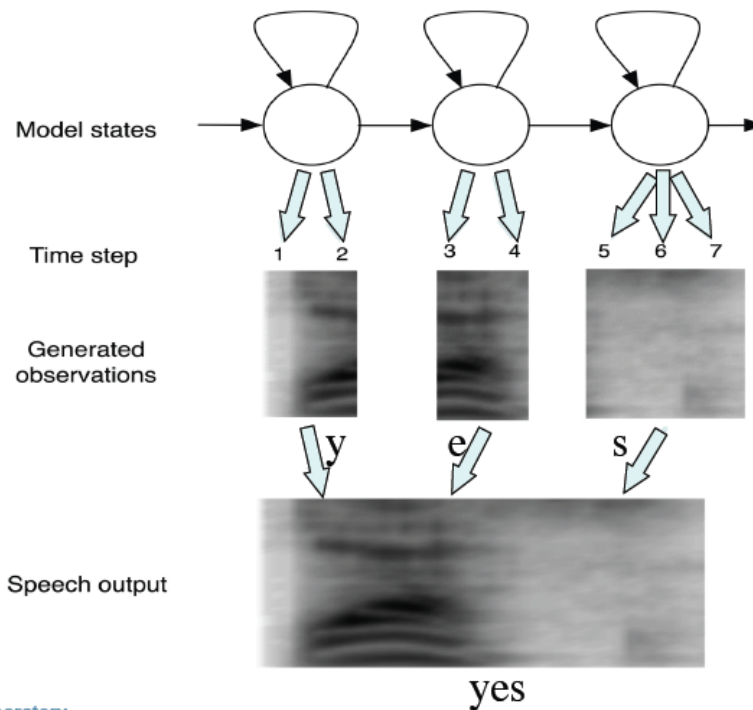 Model states
Time step
1 2 3 4 5 6 7
Generated
observations
y e s
Speech output
yes